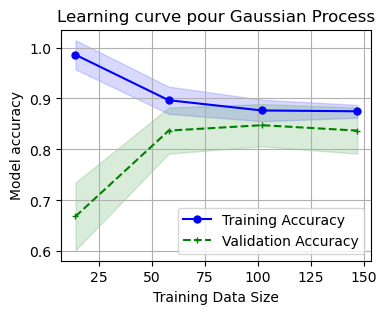 Learning curve pour Gaussian Process
1.0
0.9
0.8
0.7
0.6
Model accuracy
Training Accuracy
Validation Accuracy
25 50 75 100 125 150
Training Data Size